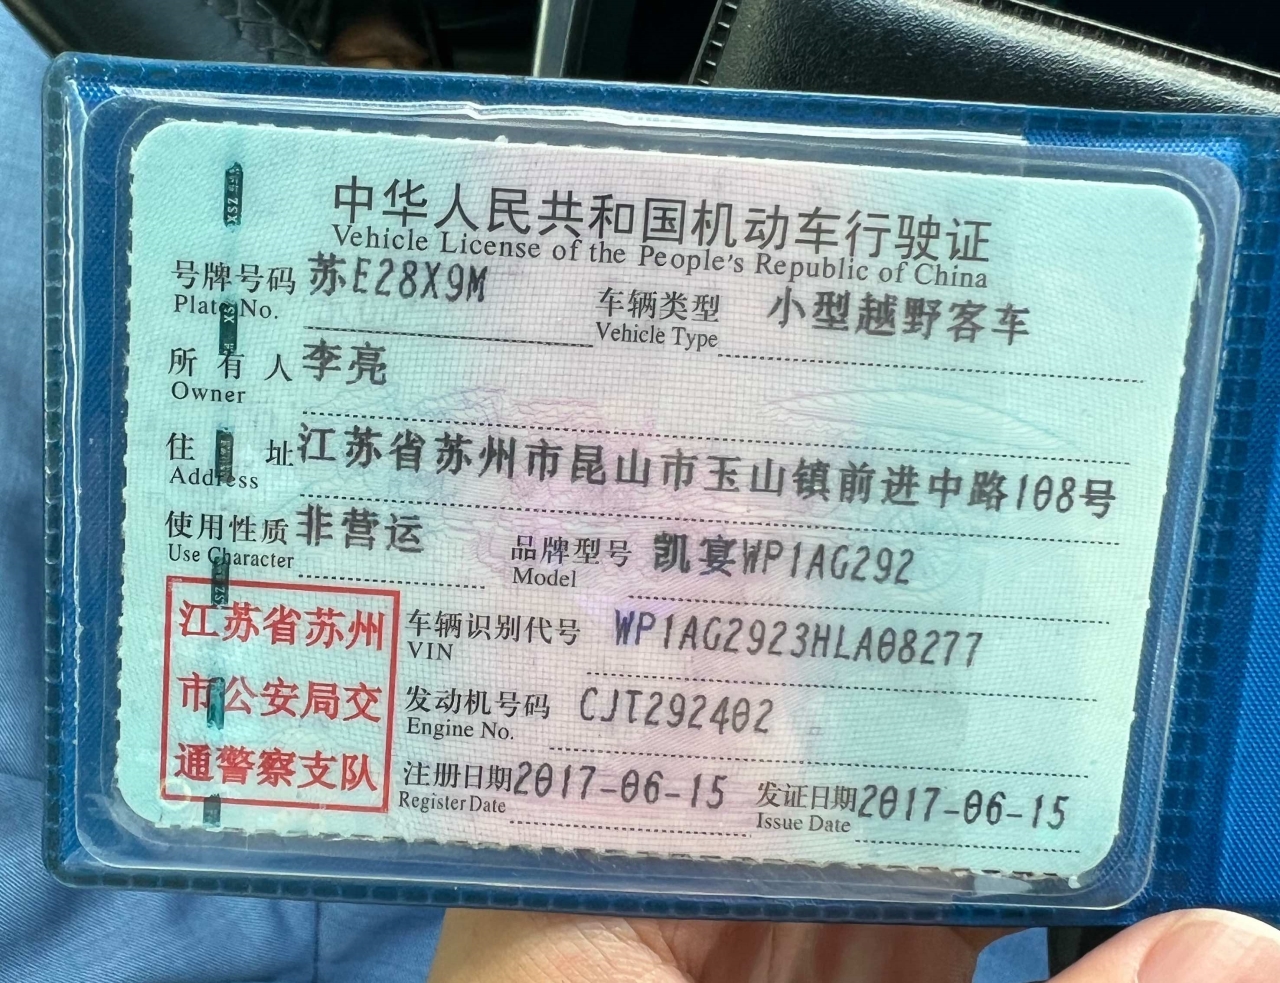 中华人民共和国机动车行驶证
Vehicle License of the People's Republic of China
号牌号码 苏E28X9M 车辆类型 小型越野客车
Plate No. Vehicle Type
所有人 李亮
Owner
住址 江苏省苏州市昆山市玉山镇前进中路108号
Address
使用性质 非营运 品牌型号 凯宴WP1AG292
Use Character Model
江苏省苏州
市公安局交
通警察支队
车辆识别代号 WP1AG2923HLA08277
VIN
发动机号码 CJT292402
Engine No.
注册日期 2017-06-15 发证日期 2017-06-15
Register Date Issue Date